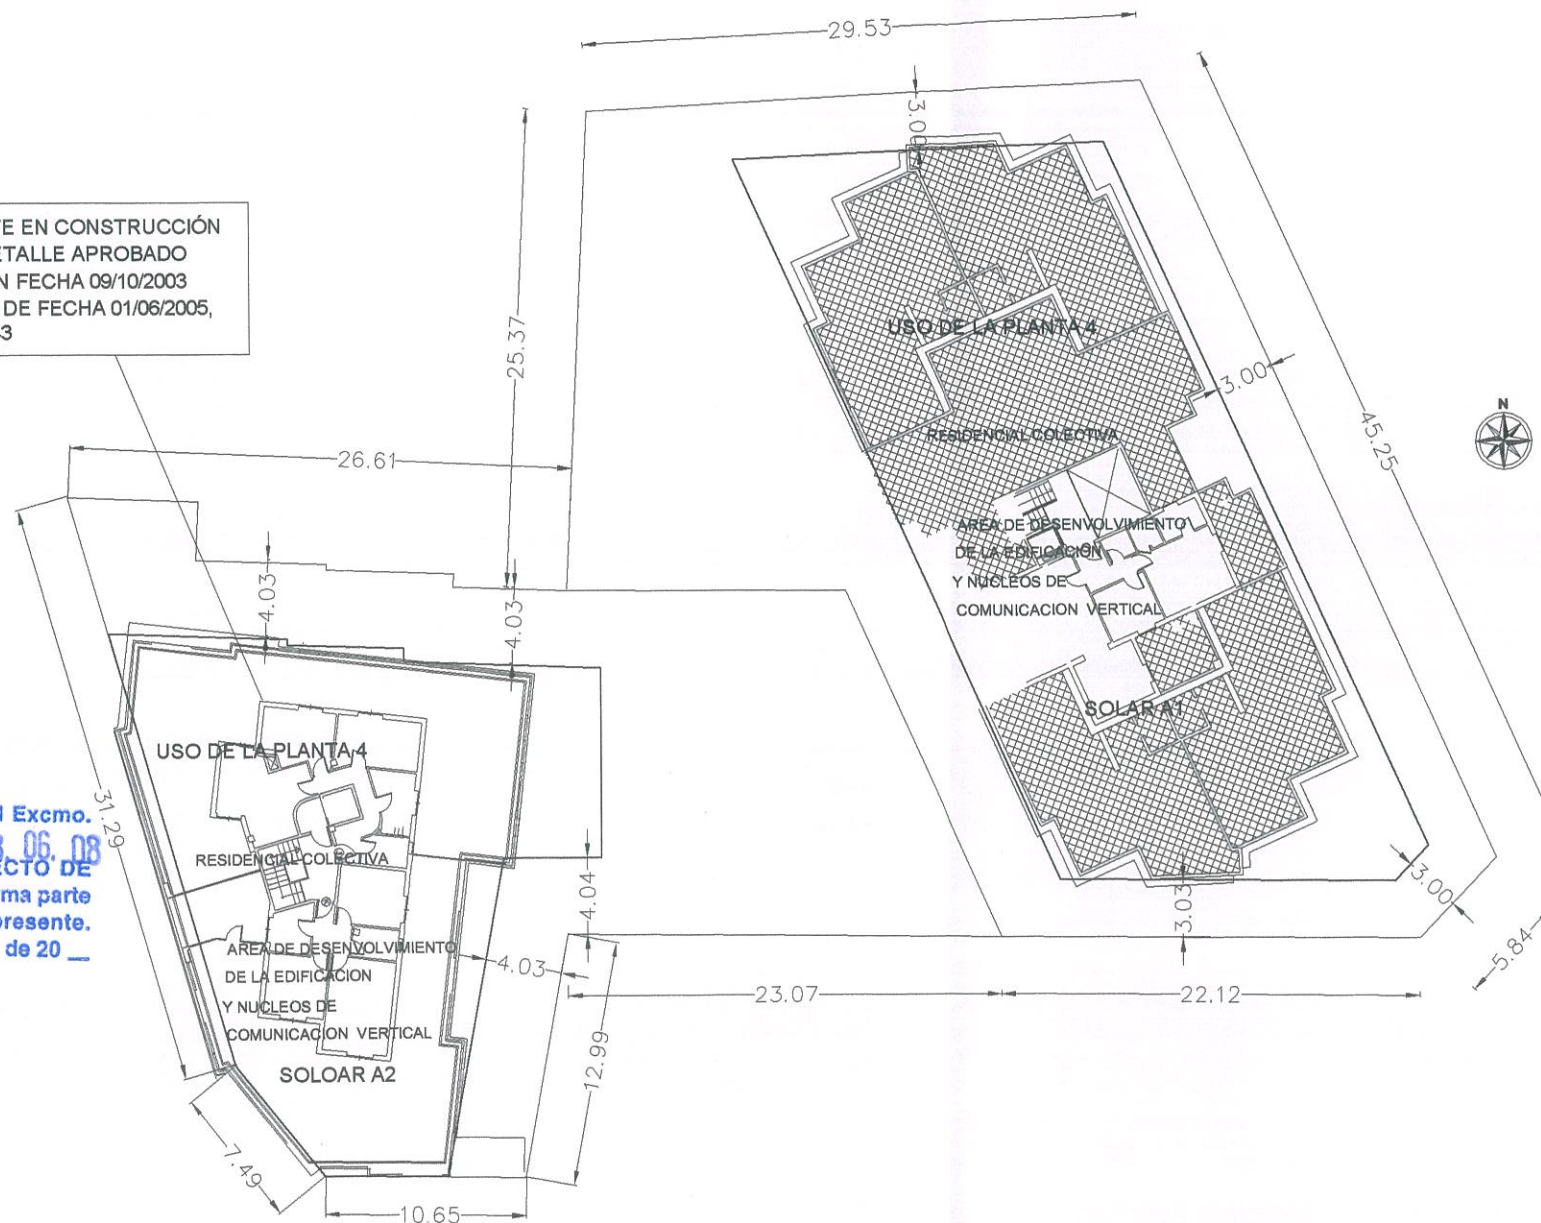 29.53
3.00
EN CONSTRUCCIÓN
APROBADO
FECHA 09/10/2003
DE FECHA 01/06/2005,
25.37
USO DE LA PLANTA 4
3.00
45.25
N
RESIDENCIAL COLECTIVA
26.61
AREA DE DESENVOLVIMIENTO
DE LA EDIFICACION
Y NUCLEOS DE
COMUNICACION VERTICAL
4.03
4.03
SOLAR A1
USO DE LA PLANTA 4
31.29
Excmo.
06. 08
DE
parte
presente.
de 20 __
RESIDENCIAL COLECTIVA
4.04
3.03
3.00
5.84
AREA DE DESENVOLVIMIENTO
DE LA EDIFICACION
Y NUCLEOS DE
COMUNICACION VERTICAL
4.03
23.07
22.12
12.99
SOLOAR A2
7.49
10.65